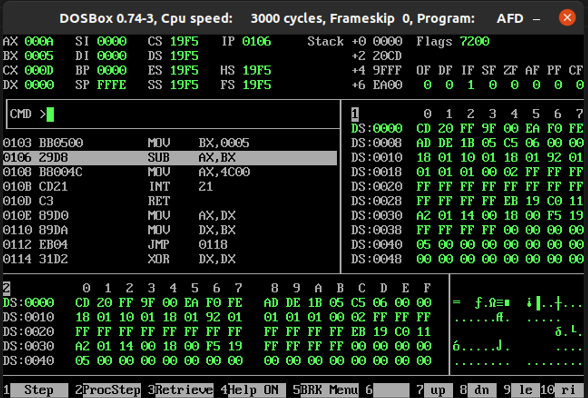 DOSBox 0.74-3, Cpu speed: 3000 cycles, Frameskip 0, Program: AFD
AX 000A SI 0000 CS 19F5 IP 0106 Stack +0 0000 Flags 7200
BX 0005 DI 0000 DS 19F5 +2 20CD
CX 000D BP 0000 ES 19F5 HS 19F5 +4 9FFF OF DF IF SF ZF AF PF CF
DX 0000 SP FFFE SS 19F5 FS 19F5 +6 EA00 0 0 1 0 0 0 0 0
CMD > 1 0 1 2 3 4 5 6 7
DS:0000 CD 20 FF 9F 00 EA F0 FE
DS:0008 AD DE 1B 05 C5 06 00 00
0103 BB0500 MOV BX,0005 DS:0010 18 01 10 01 18 01 92 01
0106 29D8 SUB AX,BX DS:0018 01 01 01 00 02 FF FF FF
0108 B8004C MOV AX,4C00 DS:0020 FF FF FF FF FF FF FF FF
010B CD21 INT 21 DS:0028 FF FF FF FF EB 19 C0 11
010D C3 RET DS:0030 A2 01 14 00 18 00 F5 19
010E 89D0 MOV AX,DX DS:0038 FF FF FF FF 00 00 00 00
0110 89DA MOV DX,BX DS:0040 05 00 00 00 00 00 00 00
0112 EB04 JMP 0118 DS:0048 00 00 00 00 00 00 00 00
0114 31D2 XOR DX,DX
2 0 1 2 3 4 5 6 7 8 9 A B C D E F
DS:0000 CD 20 FF 9F 00 EA F0 FE AD DE 1B 05 C5 06 00 00
DS:0010 18 01 10 01 18 01 92 01 01 01 01 00 02 FF FF FF
DS:0020 FF FF FF FF FF FF FF FF FF FF FF FF EB 19 C0 11
DS:0030 A2 01 14 00 18 00 F5 19 FF FF FF FF 00 00 00 00
DS:0040 05 00 00 00 00 00 00 00 00 00 00 00 00 00 00 00
1 Step 2ProcStep 3Retrieve 4Help ON 5BRK Menu 6 7 up 8 dn 9 le 10 ri